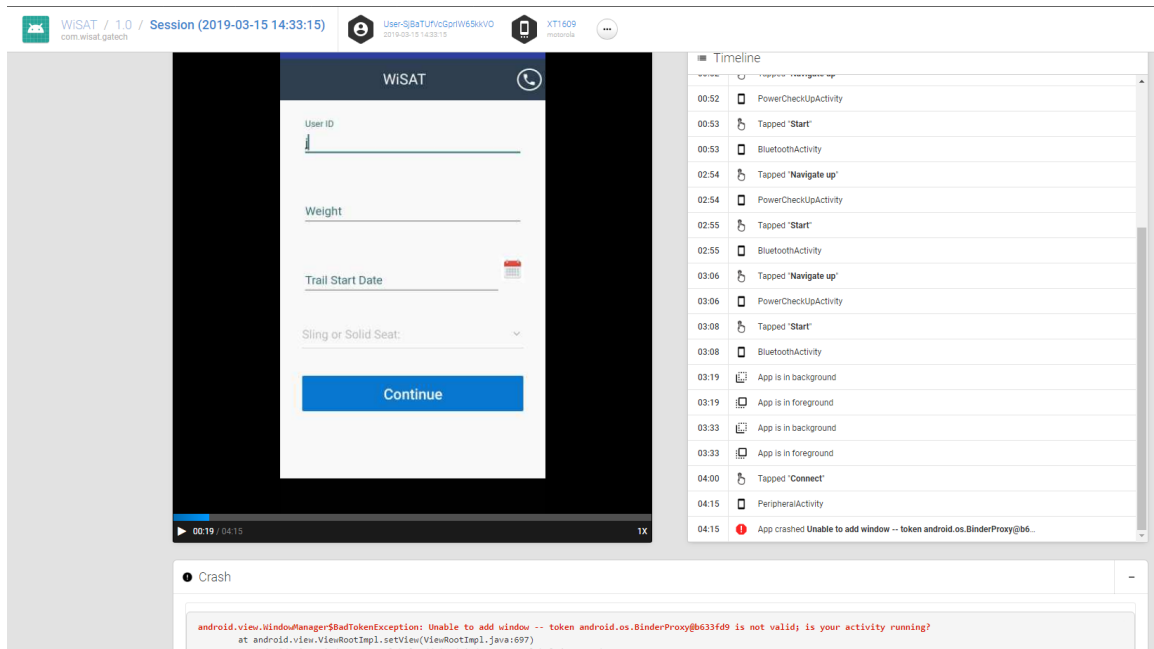 WiSAT / 1.0 / Session (2019-03-15 14:33:15)
com.wisat.gatech
User-SjBaTUfVcGprIW65kkVO
2019-03-15 14:33:15
XT1609
motorola
WiSAT
User ID
j
Weight
Trail Start Date
Sling or Solid Seat:
Continue
00:19 / 04:15
1X
Timeline
00:52 PowerCheckUpActivity
00:53 Tapped "Start"
00:53 BluetoothActivity
02:54 Tapped "Navigate up"
02:54 PowerCheckUpActivity
02:55 Tapped "Start"
02:55 BluetoothActivity
03:06 Tapped "Navigate up"
03:06 PowerCheckUpActivity
03:08 Tapped "Start"
03:08 BluetoothActivity
03:19 App is in background
03:19 App is in foreground
03:33 App is in background
03:33 App is in foreground
04:00 Tapped "Connect"
04:15 PeripheralActivity
04:15 App crashed Unable to add window -- token android.os.BinderProxy@b6...
Crash
android.view.WindowManager$BadTokenException: Unable to add window -- token android.os.BinderProxy@b633fd9 is not valid; is your activity running?
at android.view.ViewRootImpl.setView(ViewRootImpl.java:697)